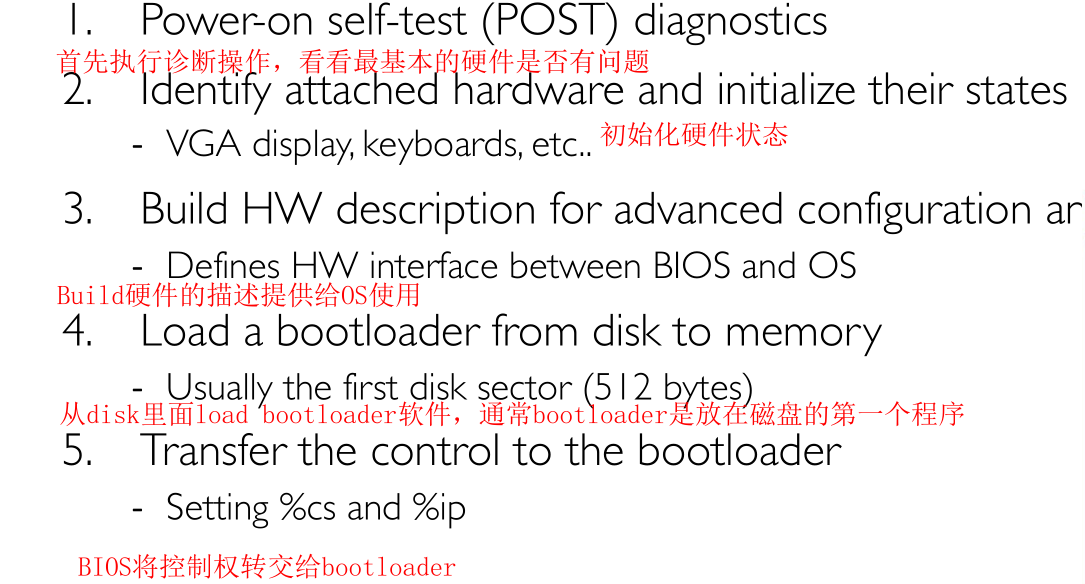 1. Power-on self-test (POST) diagnostics
首先执行诊断操作，看看最基本的硬件是否有问题
2. Identify attached hardware and initialize their states
- VGA display, keyboards, etc.. 初始化硬件状态
3. Build HW description for advanced configuration
- Defines HW interface between BIOS and OS
Build硬件的描述提供给OS使用
4. Load a bootloader from disk to memory
- Usually the first disk sector (512 bytes)
从disk里面load bootloader软件，通常bootloader是放在磁盘的第一个程序
5. Transfer the control to the bootloader
- Setting %cs and %ip
BIOS将控制权转交给bootloader